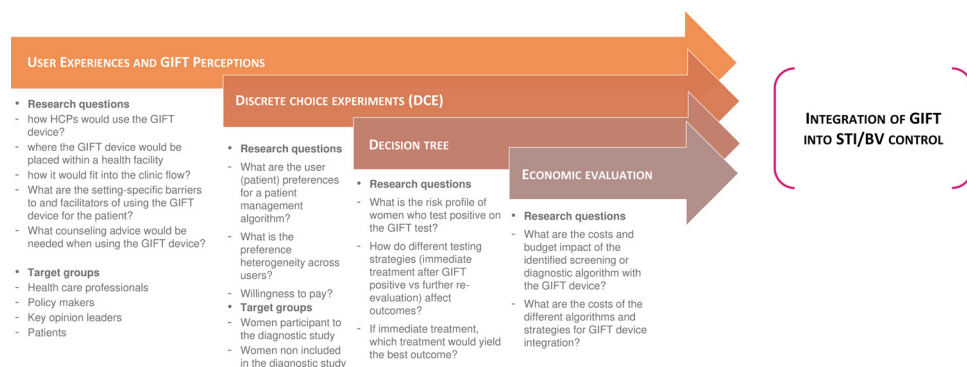 USER EXPERIENCES AND GIFT PERCEPTIONS
• Research questions
- how HCPs would use the GIFT
device?
- where the GIFT device would be
placed within a health facility
- how it would fit into the clinic flow?
- What are the setting-specific barriers
to and facilitators of using the GIFT
device for the patient?
- What counseling advice would be
needed when using the GIFT device?
• Target groups
- Health care professionals
- Policy makers
- Key opinion leaders
- Patients
DISCRETE CHOICE EXPERIMENTS (DCE)
• Research questions
- What are the user
(patient) preferences
for a patient
management
algorithm?
- What is the
preference
heterogeneity across
users?
- Willingness to pay?
• Target groups
- Women participant to
the diagnostic study
- Women non included
in the diagnostic study
DECISION TREE
• Research questions
- What is the risk profile of
women who test positive on
the GIFT test?
- How do different testing
strategies (immediate
treatment after GIFT
positive vs further re-
evaluation) affect
outcomes?
- If immediate treatment,
which treatment would yield
the best outcome?
ECONOMIC EVALUATION
• Research questions
- What are the costs and
budget impact of the
identified screening or
diagnostic algorithm with
the GIFT device?
- What are the costs of the
different algorithms and
strategies for GIFT device
integration?
INTEGRATION OF GIFT
INTO STI/BV CONTROL